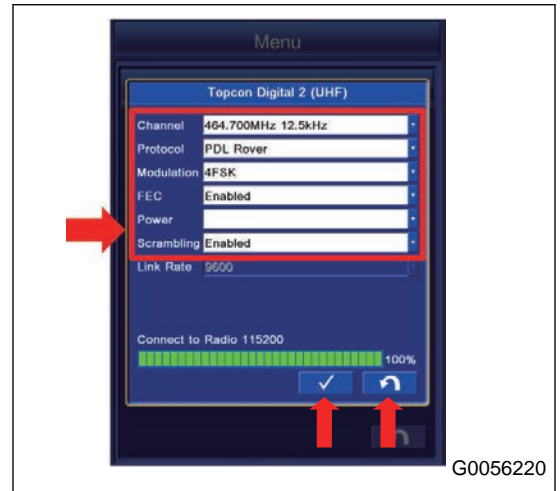 Menu
Topcon Digital 2 (UHF)
Channel 464.700MHz 12.5kHz
Protocol PDL Rover
Modulation 4FSK
FEC Enabled
Power
Scrambling Enabled
Link Rate 9600
Connect to Radio 115200
100%
G0056220